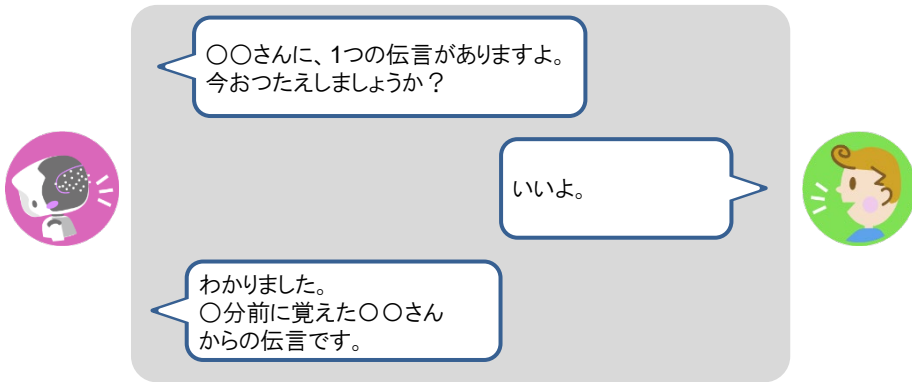 〇〇さんに、1つの伝言がありますよ。
今おつたえしましょうか？
いいよ。
わかりました。
〇分前に覚えた〇〇さん
からの伝言です。